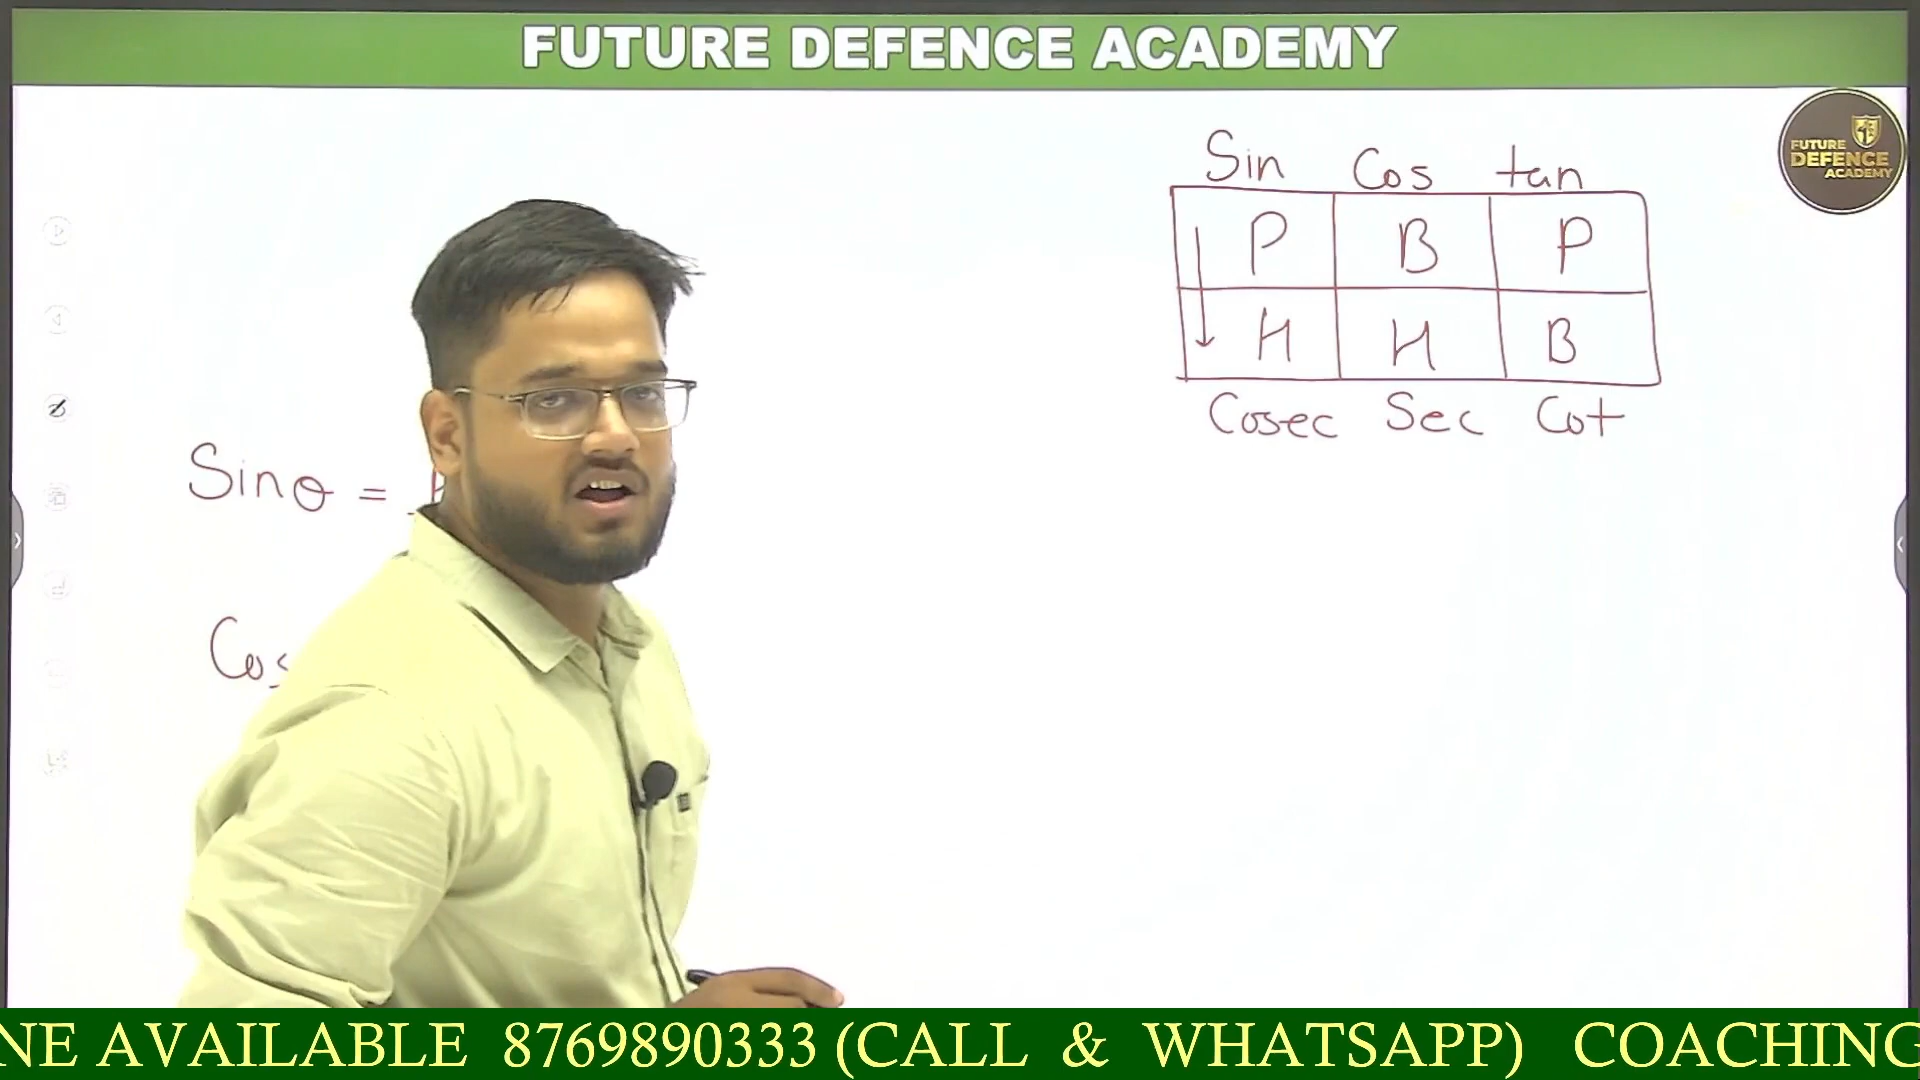 FUTURE DEFENCE ACADEMY
FUTURE
DEFENCE
ACADEMY
Sin Cos tan
P B P
H H B
Cosec Sec Cot
Sinθ =
Cos
NE AVAILABLE 8769890333 (CALL & WHATSAPP) COACHING